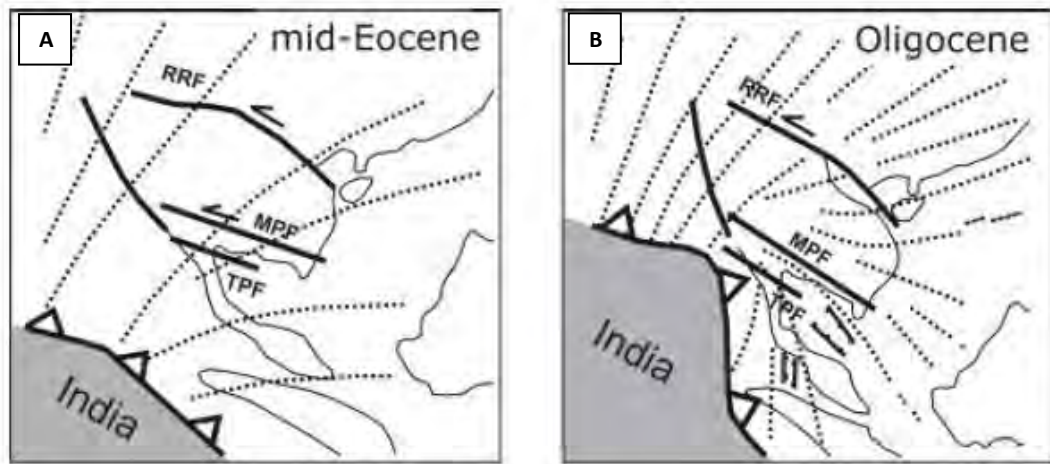 A
mid-Eocene
RRF
MPF
TPF
India
B
Oligocene
RRF
MPF
TPF
India